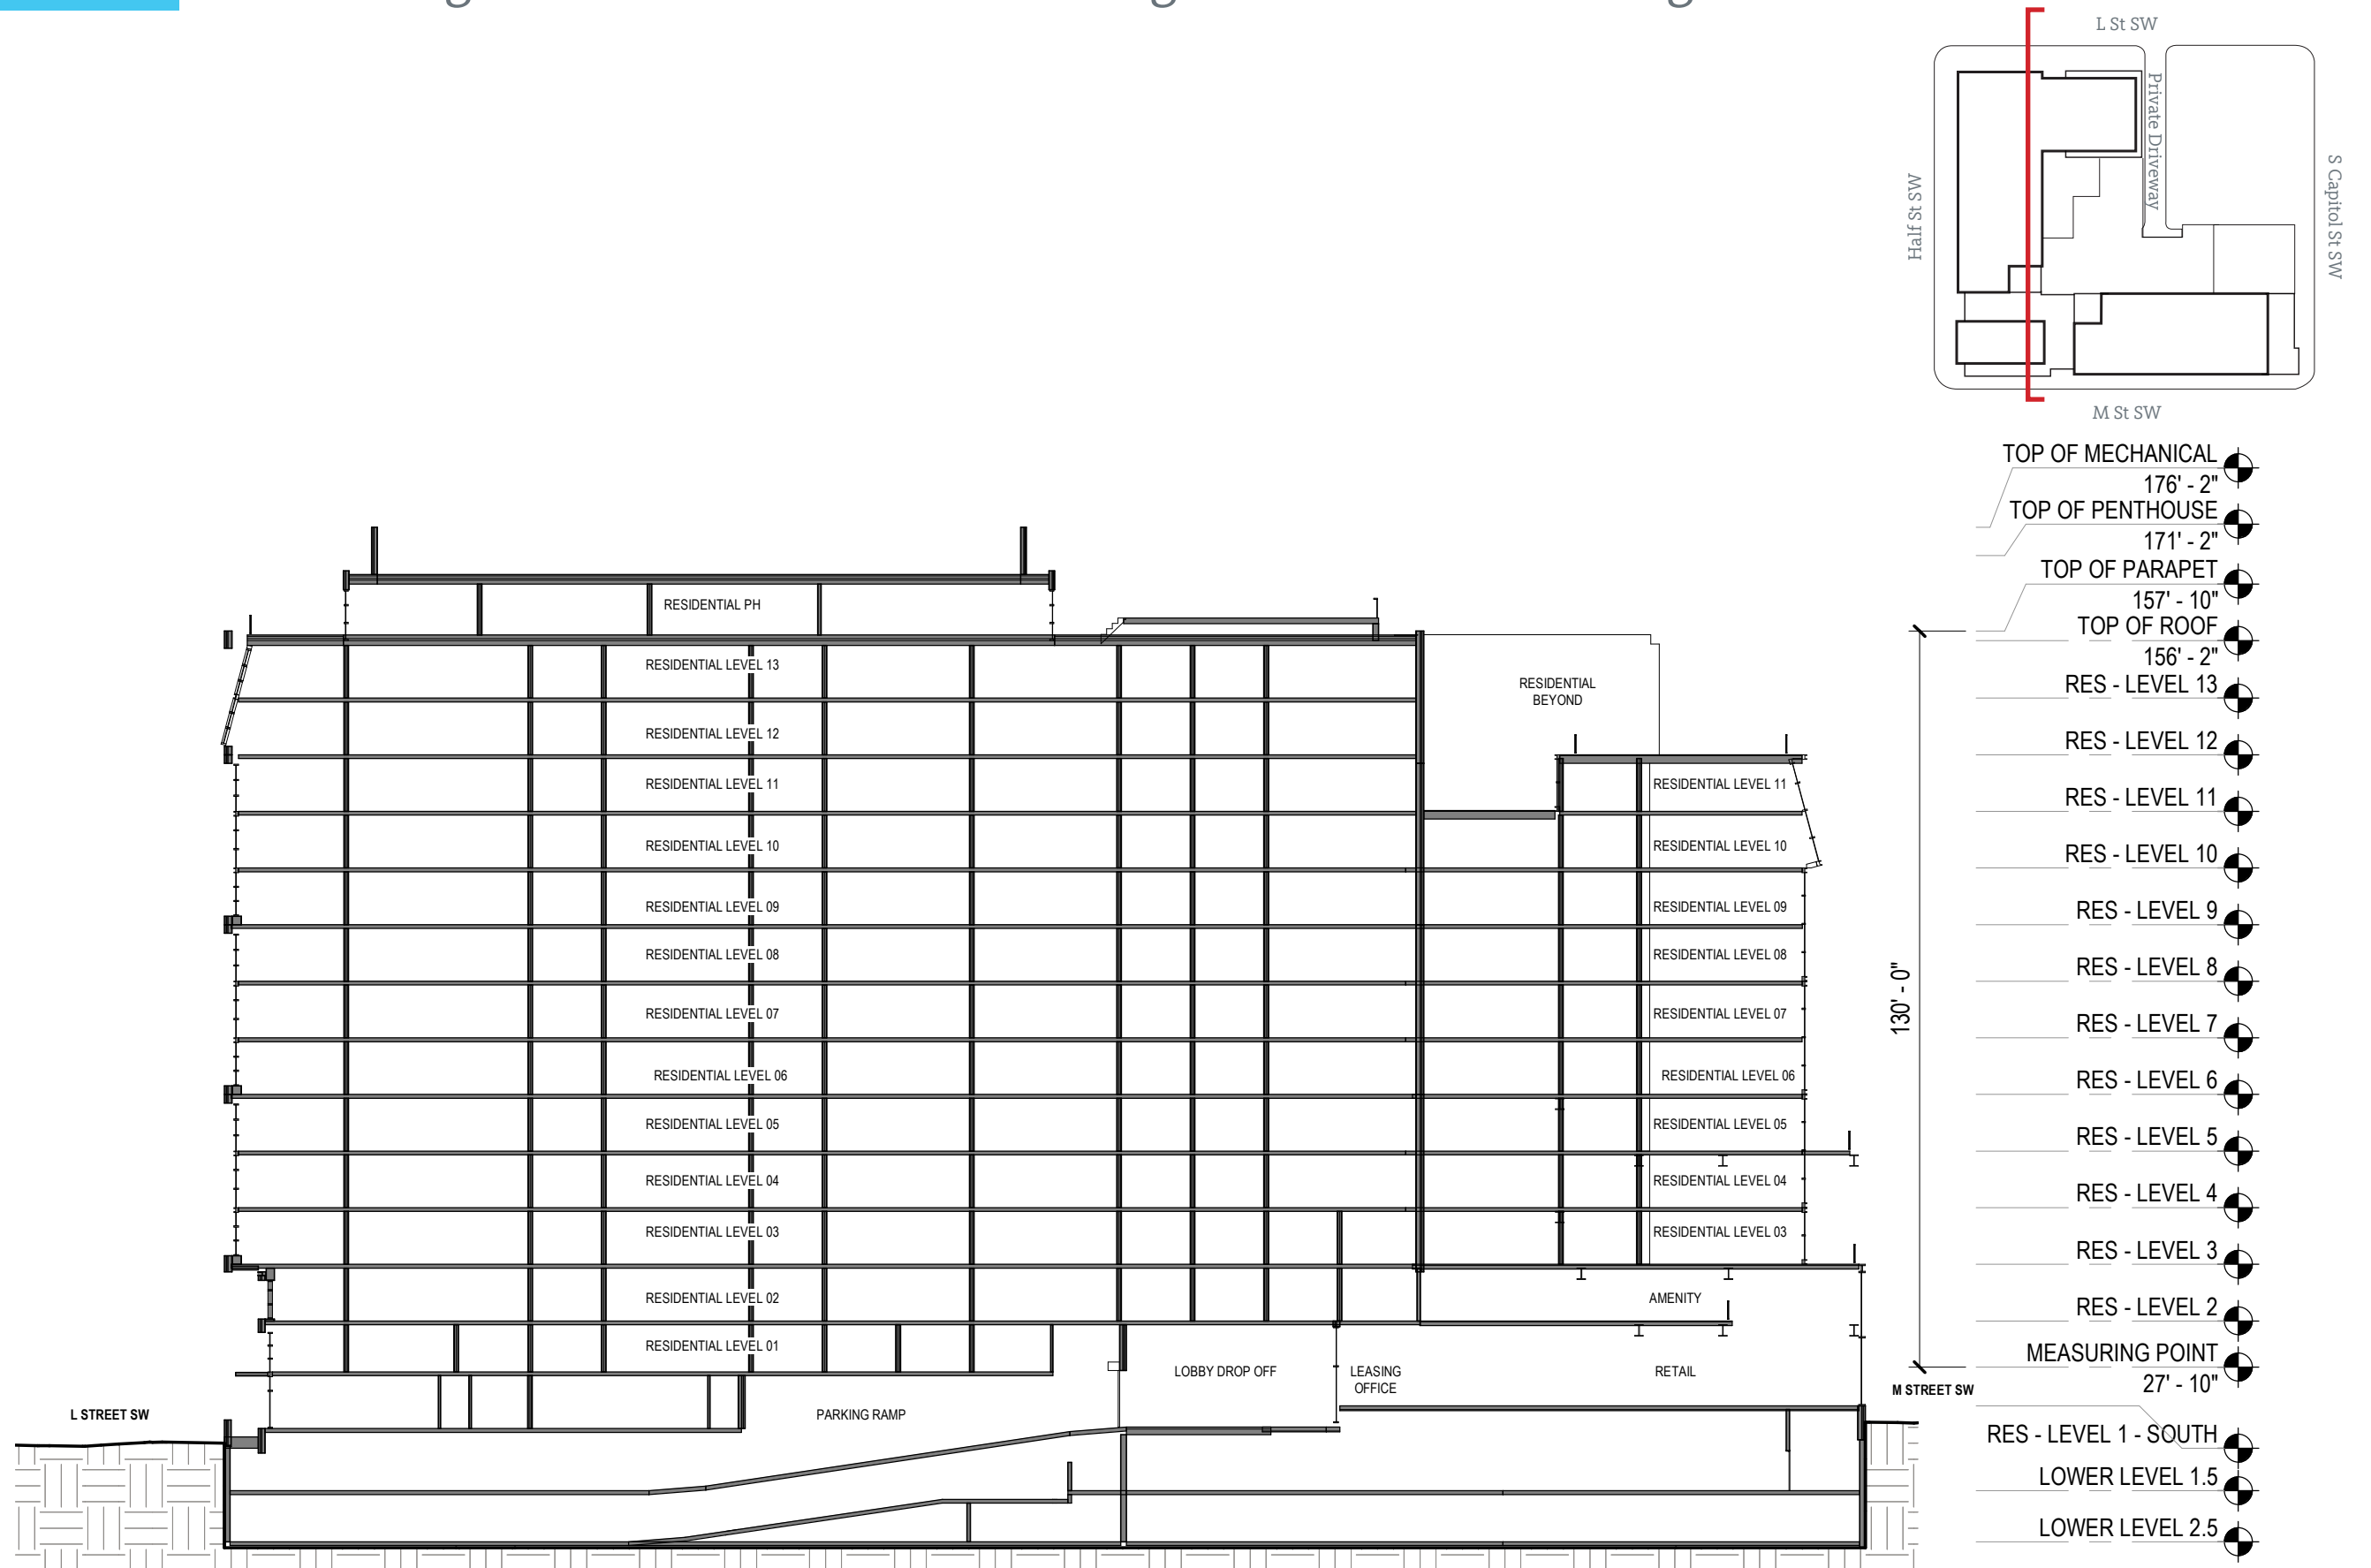 L St SW
Private Driveway
Half St SW
S Capitol St SW
M St SW
TOP OF MECHANICAL
176' - 2"
TOP OF PENTHOUSE
171' - 2"
TOP OF PARAPET
157' - 10"
TOP OF ROOF
156' - 2"
RES - LEVEL 13
RES - LEVEL 12
RES - LEVEL 11
RES - LEVEL 10
RES - LEVEL 9
RES - LEVEL 8
RES - LEVEL 7
RES - LEVEL 6
RES - LEVEL 5
RES - LEVEL 4
RES - LEVEL 3
RES - LEVEL 2
MEASURING POINT
27' - 10"
RES - LEVEL 1 - SOUTH
LOWER LEVEL 1.5
LOWER LEVEL 2.5
130' - 0"
M STREET SW
L STREET SW
RESIDENTIAL PH
RESIDENTIAL LEVEL 13
RESIDENTIAL LEVEL 12
RESIDENTIAL LEVEL 11
RESIDENTIAL LEVEL 10
RESIDENTIAL LEVEL 09
RESIDENTIAL LEVEL 08
RESIDENTIAL LEVEL 07
RESIDENTIAL LEVEL 06
RESIDENTIAL LEVEL 05
RESIDENTIAL LEVEL 04
RESIDENTIAL LEVEL 03
RESIDENTIAL LEVEL 02
RESIDENTIAL LEVEL 01
PARKING RAMP
LOBBY DROP OFF
LEASING
OFFICE
RETAIL
AMENITY
RESIDENTIAL
BEYOND
RESIDENTIAL LEVEL 11
RESIDENTIAL LEVEL 10
RESIDENTIAL LEVEL 09
RESIDENTIAL LEVEL 08
RESIDENTIAL LEVEL 07
RESIDENTIAL LEVEL 06
RESIDENTIAL LEVEL 05
RESIDENTIAL LEVEL 04
RESIDENTIAL LEVEL 03